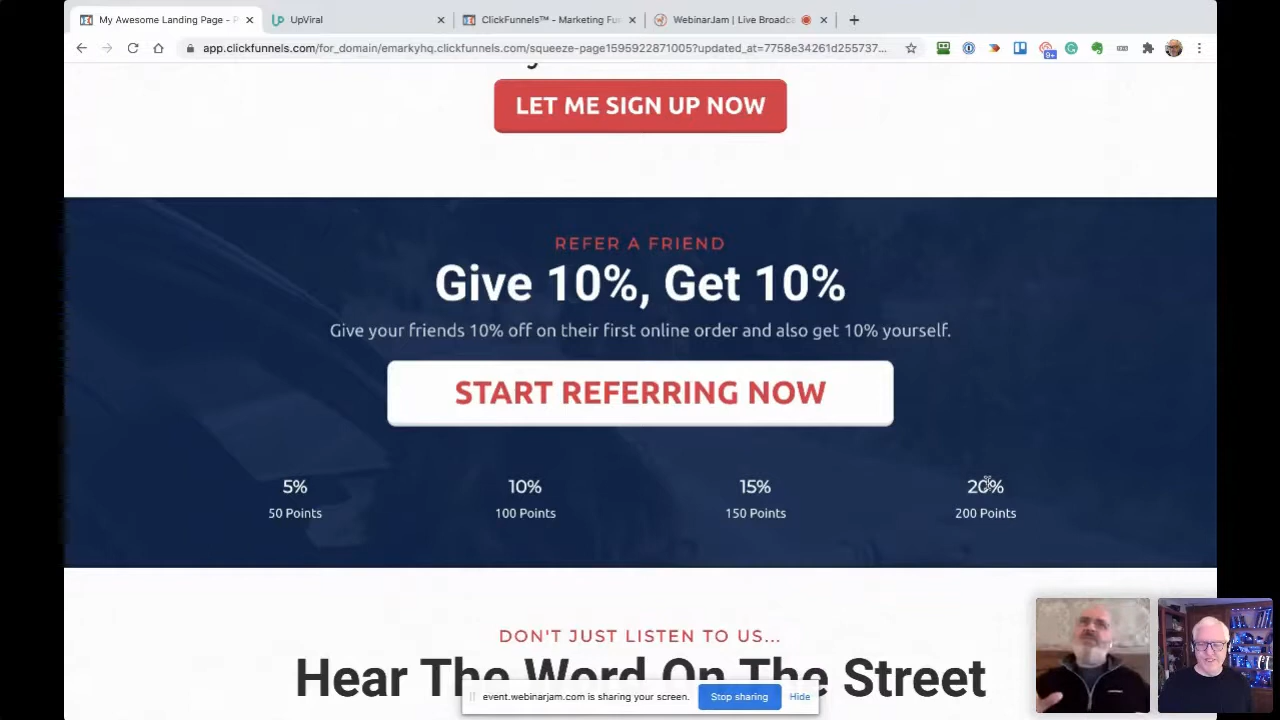 My Awesome Landing Page - P
UpViral
ClickFunnels™ - Marketing Fu
WebinarJam | Live Broadca
app.clickfunnels.com/for_domain/emarkyhq.clickfunnels.com/squeeze-page1595922871005?updated_at=7758e34261d255737...
9+
LET ME SIGN UP NOW
REFER A FRIEND
Give 10%, Get 10%
Give your friends 10% off on their first online order and also get 10% yourself.
START REFERRING NOW
5% 10% 15% 20%
50 Points 100 Points 150 Points 200 Points
DON'T JUST LISTEN TO US...
Hear The Word On The Street
event.webinarjam.com is sharing your screen. Stop sharing Hide